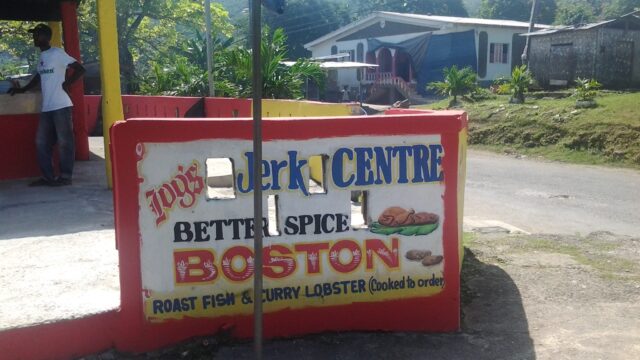 Joy's Jerk CENTRE
BETTER SPICE
BOSTON
ROAST FISH & CURRY LOBSTER (Cooked to order)